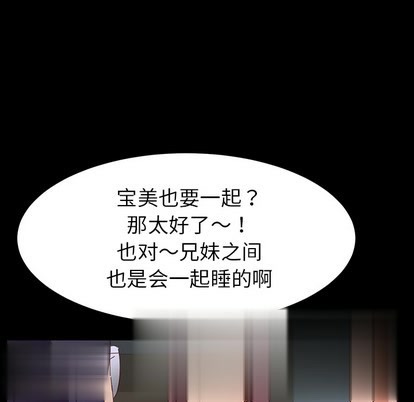 宝美也要一起？
那太好了～！
也对～兄妹之间
也是会一起睡的啊